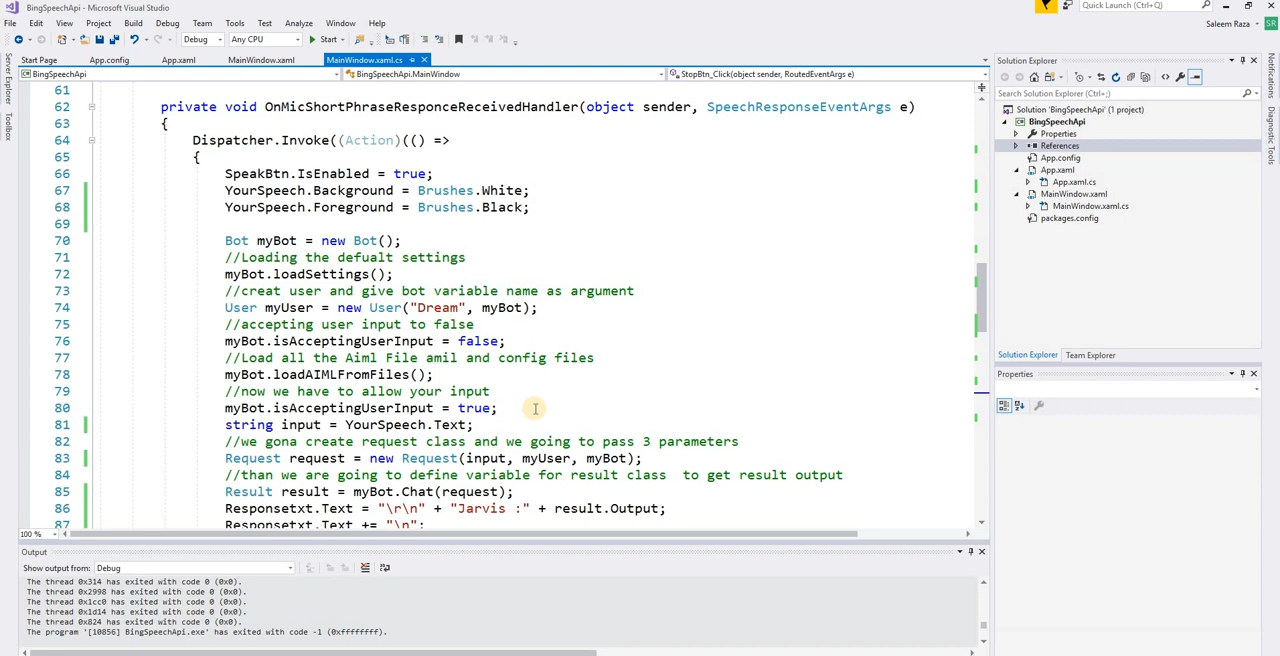 BingSpeechApi - Microsoft Visual Studio
Quick Launch (Ctrl+Q)
File Edit View Project Build Debug Team Tools Test Analyze Window Help
Saleem Raza SR
Debug Any CPU Start
Start Page App.config App.xaml MainWindow.xaml MainWindow.xaml.cs
BingSpeechApi BingSpeechApi.MainWindow StopBtn_Click(object sender, RoutedEventArgs e)
Server Explorer
Toolbox
61
62 private void OnMicShortPhraseResponceReceivedHandler(object sender, SpeechResponseEventArgs e)
63 {
64 Dispatcher.Invoke((Action)(() =>
65 {
66 SpeakBtn.IsEnabled = true;
67 YourSpeech.Background = Brushes.White;
68 YourSpeech.Foreground = Brushes.Black;
69
70 Bot myBot = new Bot();
71 //Loading the defualt settings
72 myBot.loadSettings();
73 //creat user and give bot variable name as argument
74 User myUser = new User("Dream", myBot);
75 //accepting user input to false
76 myBot.isAcceptingUserInput = false;
77 //Load all the Aiml File amil and config files
78 myBot.loadAIMLFromFiles();
79 //now we have to allow your input
80 myBot.isAcceptingUserInput = true;
81 string input = YourSpeech.Text;
82 //we gona create request class and we going to pass 3 parameters
83 Request request = new Request(input, myUser, myBot);
84 //than we are going to define variable for result class  to get result output
85 Result result = myBot.Chat(request);
86 Responsetxt.Text = "\r\n" + "Jarvis :" + result.Output;
87 Responsetxt.Text += "\n";
100 %
Output
Show output from: Debug
The thread 0x314 has exited with code 0 (0x0).
The thread 0x2998 has exited with code 0 (0x0).
The thread 0x1cc0 has exited with code 0 (0x0).
The thread 0x1d14 has exited with code 0 (0x0).
The thread 0x824 has exited with code 0 (0x0).
The program '[10856] BingSpeechApi.exe' has exited with code -1 (0xffffffff).
Solution Explorer
Search Solution Explorer (Ctrl+;)
Solution 'BingSpeechApi' (1 project)
BingSpeechApi
Properties
References
App.config
App.xaml
App.xaml.cs
MainWindow.xaml
MainWindow.xaml.cs
packages.config
Solution Explorer Team Explorer
Properties
Notifications
Diagnostic Tools